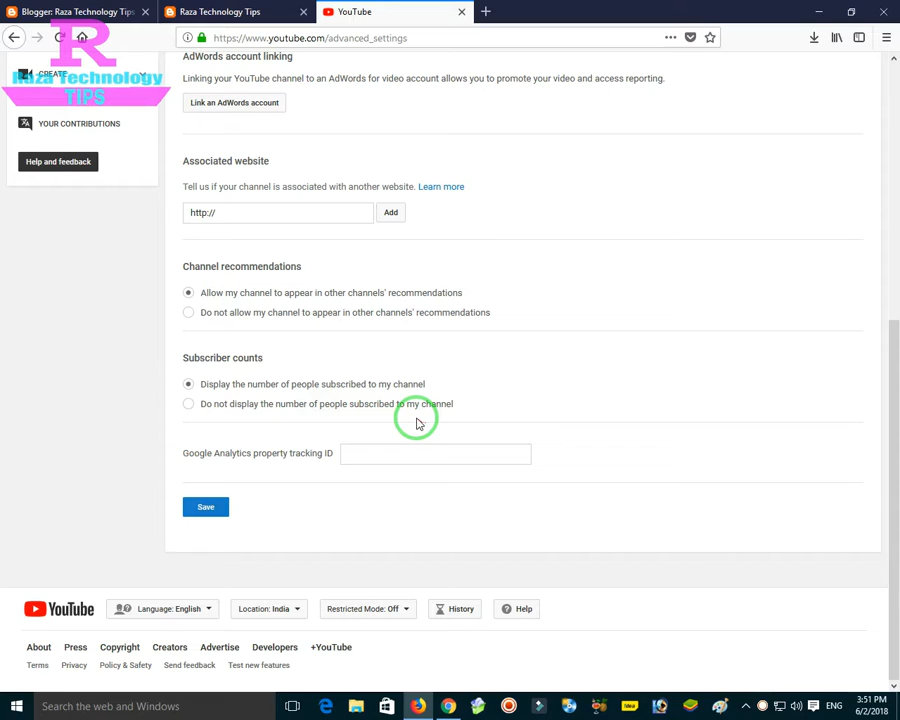 Blogger: Raza Technology Tips
Raza Technology Tips
YouTube
https://www.youtube.com/advanced_settings
R
Raza Technology
TIPS
CREATE
YOUR CONTRIBUTIONS
Help and feedback
AdWords account linking
Linking your YouTube channel to an AdWords for video account allows you to promote your video and access reporting.
Link an AdWords account
Associated website
Tell us if your channel is associated with another website. Learn more
http://
Add
Channel recommendations
Allow my channel to appear in other channels' recommendations
Do not allow my channel to appear in other channels' recommendations
Subscriber counts
Display the number of people subscribed to my channel
Do not display the number of people subscribed to my channel
Google Analytics property tracking ID
Save
YouTube
Language: English
Location: India
Restricted Mode: Off
History
Help
About Press Copyright Creators Advertise Developers +YouTube
Terms Privacy Policy & Safety Send feedback Test new features
Search the web and Windows
ENG
3:51 PM
6/2/2018